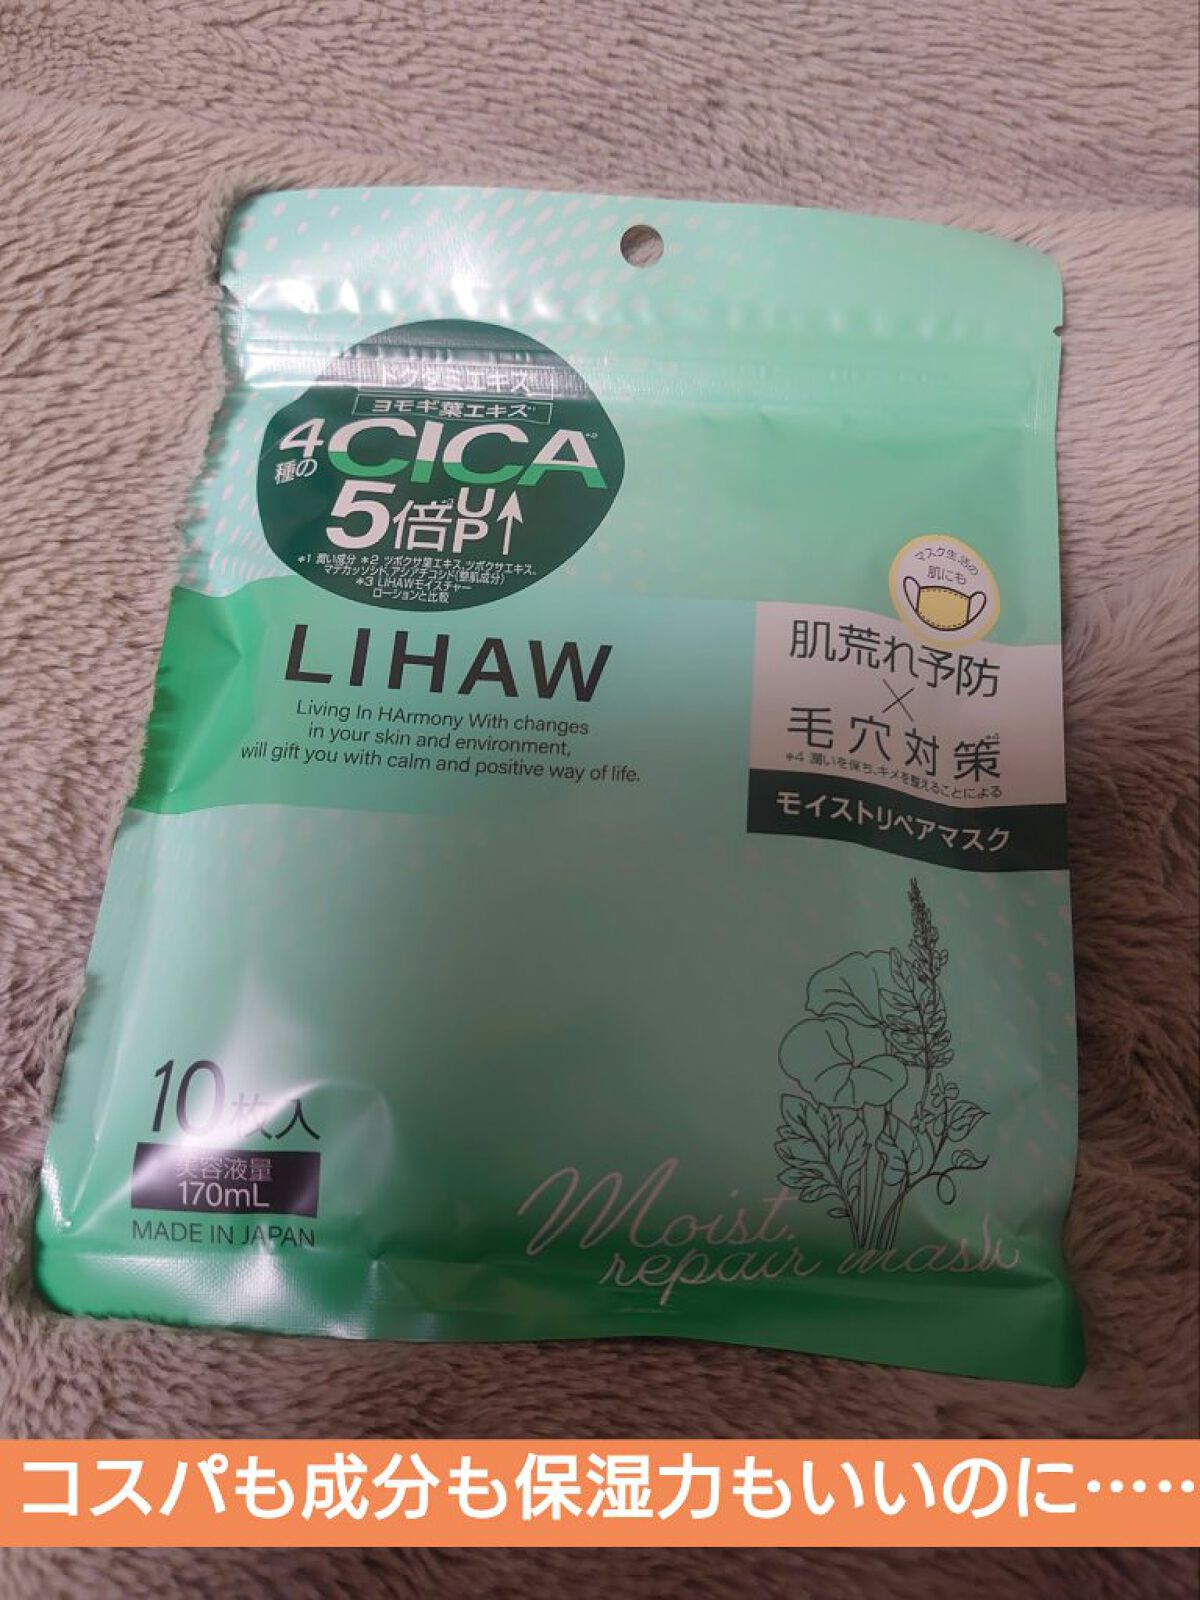 ドクダミエキス
ヨモギ葉エキス*1
4種のCICA*2
5倍*3UP↑
*1 潤い成分 *2 ツボクサ葉エキス、ツボクサエキス、
マデカッソシド、アシアチコシド(整肌成分)
*3 LIHAWモイスチャー
ローションと比較
マスク生活の
肌にも
LIHAW
Living In HArmony With changes
in your skin and environment,
will gift you with calm and positive way of life.
肌荒れ予防
×
毛穴対策*4
*4 潤いを保ち、キメを整えることによる
モイストリペアマスク
10枚入
美容液量
170mL
MADE IN JAPAN
Moist
repair mask
コスパも成分も保湿力もいいのに……